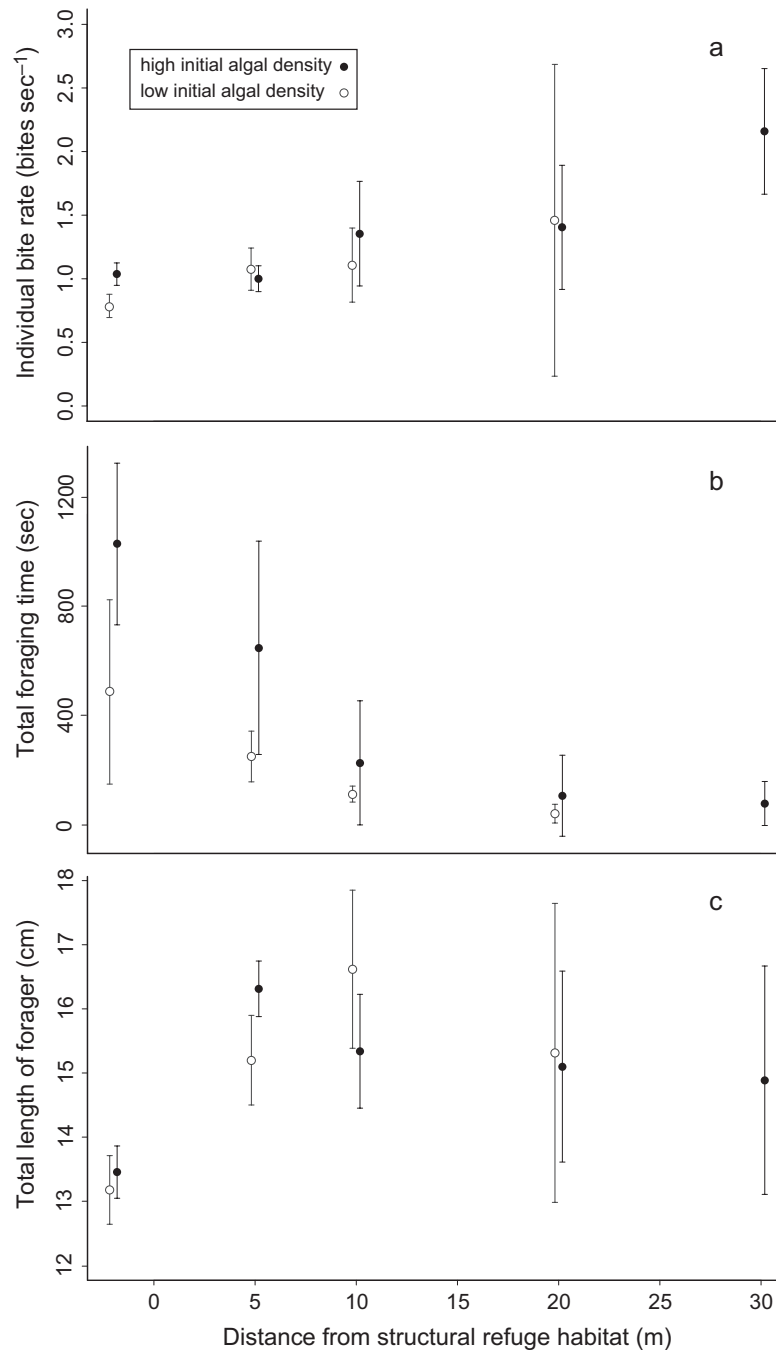 a
high initial algal density
low initial algal density
Individual bite rate (bites sec⁻¹)
3.0
2.5
2.0
1.5
1.0
0.5
0.0
b
Total foraging time (sec)
1200
800
400
0
c
Total length of forager (cm)
18
17
16
15
14
13
12
0 5 10 15 20 25 30
Distance from structural refuge habitat (m)